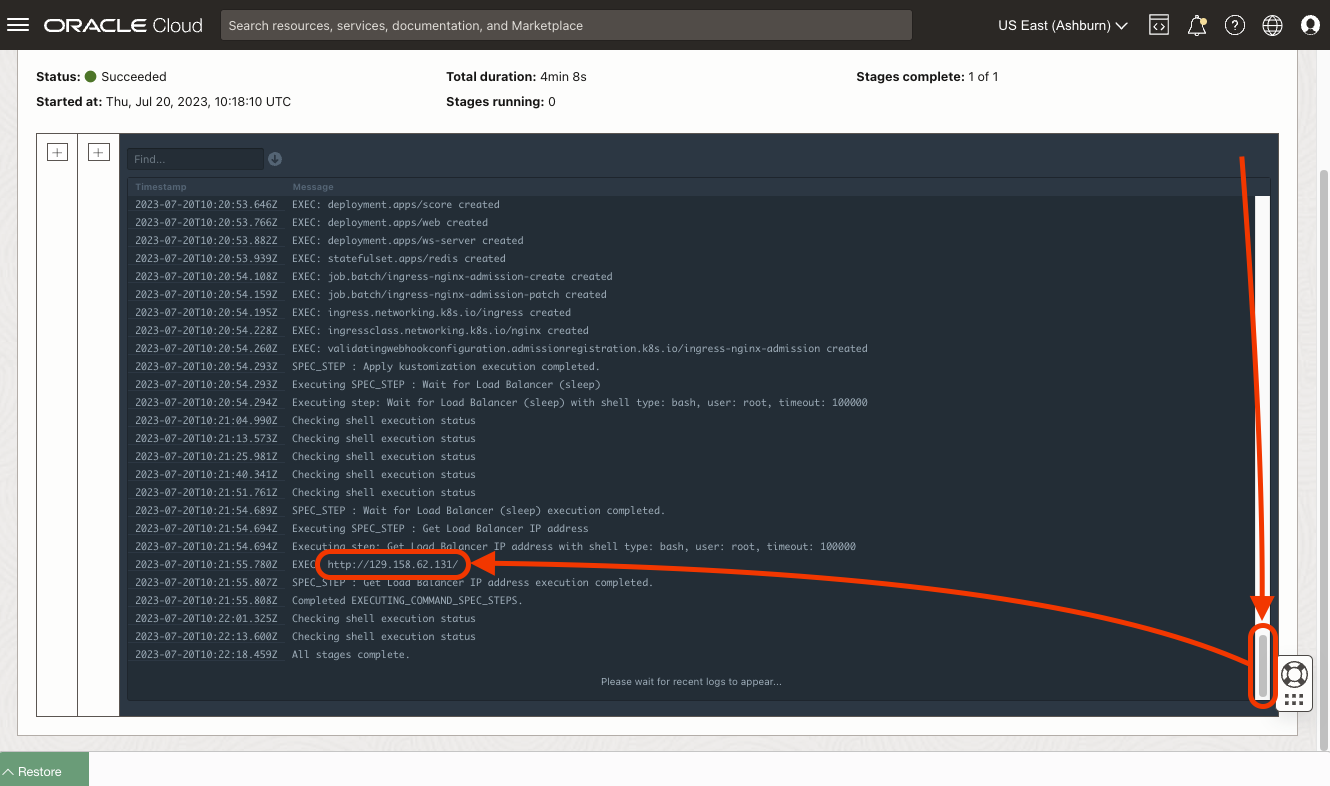 ORACLE Cloud
Search resources, services, documentation, and Marketplace
US East (Ashburn)
Status: Succeeded
Total duration: 4min 8s
Stages complete: 1 of 1
Started at: Thu, Jul 20, 2023, 10:18:10 UTC
Stages running: 0
Find...
Timestamp Message
2023-07-20T10:20:53.646Z EXEC: deployment.apps/score created
2023-07-20T10:20:53.766Z EXEC: deployment.apps/web created
2023-07-20T10:20:53.882Z EXEC: deployment.apps/ws-server created
2023-07-20T10:20:53.939Z EXEC: statefulset.apps/redis created
2023-07-20T10:20:54.108Z EXEC: job.batch/ingress-nginx-admission-create created
2023-07-20T10:20:54.159Z EXEC: job.batch/ingress-nginx-admission-patch created
2023-07-20T10:20:54.195Z EXEC: ingress.networking.k8s.io/ingress created
2023-07-20T10:20:54.228Z EXEC: ingressclass.networking.k8s.io/nginx created
2023-07-20T10:20:54.260Z EXEC: validatingwebhookconfiguration.admissionregistration.k8s.io/ingress-nginx-admission created
2023-07-20T10:20:54.293Z SPEC_STEP : Apply kustomization execution completed.
2023-07-20T10:20:54.293Z Executing SPEC_STEP : Wait for Load Balancer (sleep)
2023-07-20T10:20:54.294Z Executing step: Wait for Load Balancer (sleep) with shell type: bash, user: root, timeout: 100000
2023-07-20T10:21:04.990Z Checking shell execution status
2023-07-20T10:21:13.573Z Checking shell execution status
2023-07-20T10:21:25.981Z Checking shell execution status
2023-07-20T10:21:40.341Z Checking shell execution status
2023-07-20T10:21:51.761Z Checking shell execution status
2023-07-20T10:21:54.689Z SPEC_STEP : Wait for Load Balancer (sleep) execution completed.
2023-07-20T10:21:54.694Z Executing SPEC_STEP : Get Load Balancer IP address
2023-07-20T10:21:54.694Z Executing step: Get Load Balancer IP address with shell type: bash, user: root, timeout: 100000
2023-07-20T10:21:55.780Z EXEC http://129.158.62.131/
2023-07-20T10:21:55.807Z SPEC_STEP : Get Load Balancer IP address execution completed.
2023-07-20T10:21:55.808Z Completed EXECUTING_COMMAND_SPEC_STEPS.
2023-07-20T10:22:01.325Z Checking shell execution status
2023-07-20T10:22:13.600Z Checking shell execution status
2023-07-20T10:22:18.459Z All stages complete.
Please wait for recent logs to appear...
Restore